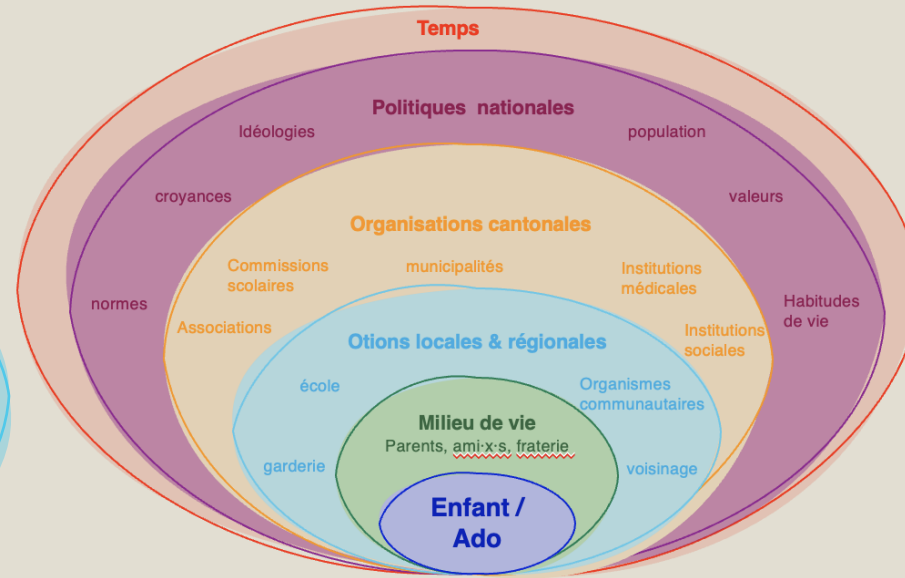 Temps
Politiques nationales
Idéologies
population
croyances
valeurs
Organisations cantonales
Commissions
scolaires
municipalités
Institutions
médicales
normes
Habitudes
de vie
Associations
Institutions
sociales
Otions locales & régionales
école
Organismes
communautaires
Milieu de vie
Parents, ami·x·s, fraterie
garderie
voisinage
Enfant /
Ado